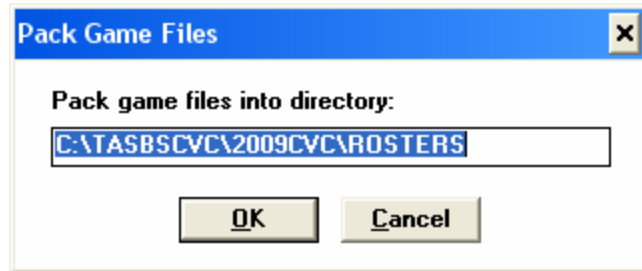 Pack Game Files
Pack game files into directory:
C:\TASBSCVC\2009CVC\ROSTERS
OK Cancel